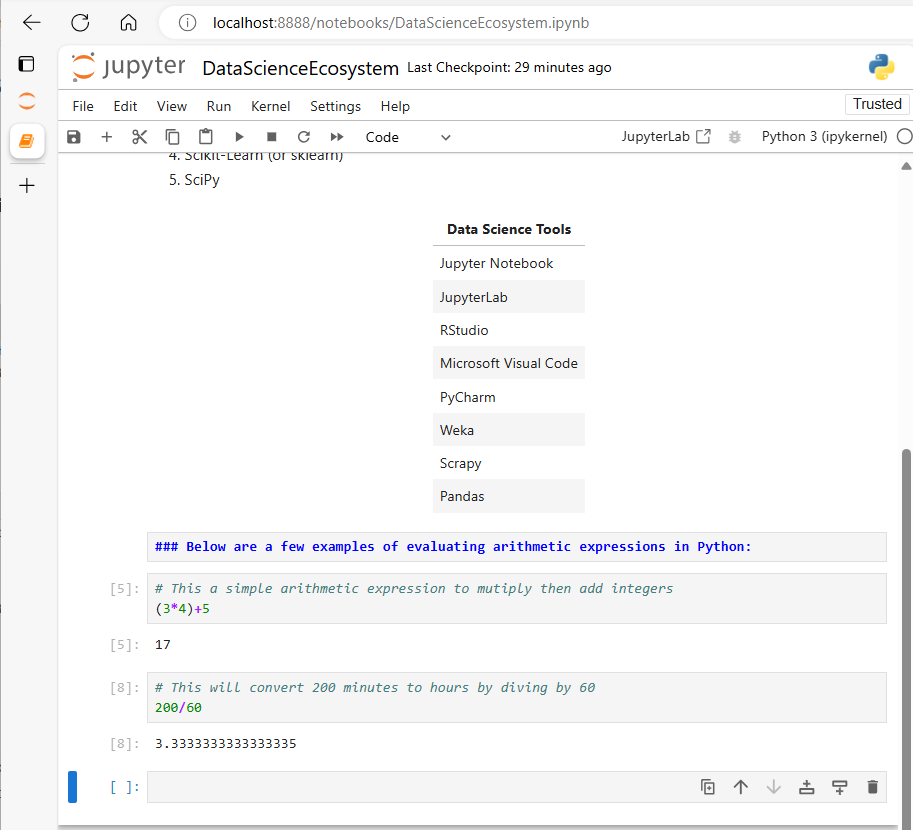 localhost:8888/notebooks/DataScienceEcosystem.ipynb
jupyter DataScienceEcosystem Last Checkpoint: 29 minutes ago
File Edit View Run Kernel Settings Help Trusted
Code JupyterLab Python 3 (ipykernel)
4. Scikit-Learn (or sklearn)
5. SciPy
Data Science Tools
Jupyter Notebook
JupyterLab
RStudio
Microsoft Visual Code
PyCharm
Weka
Scrapy
Pandas
### Below are a few examples of evaluating arithmetic expressions in Python:
[5]: # This a simple arithmetic expression to mutiply then add integers
(3*4)+5
[5]: 17
[8]: # This will convert 200 minutes to hours by diving by 60
200/60
[8]: 3.3333333333333335
[ ]: